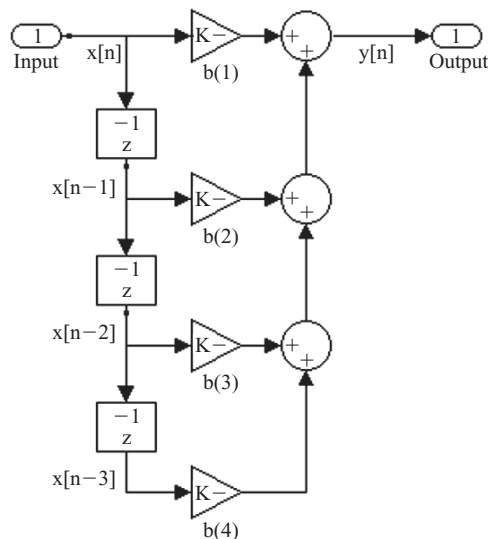 1
K−
+
+
1
Input
x[n]
b(1)
y[n]
Output
−1
z
x[n−1]
K−
+
+
b(2)
−1
z
x[n−2]
K−
+
+
b(3)
−1
z
x[n−3]
K−
b(4)